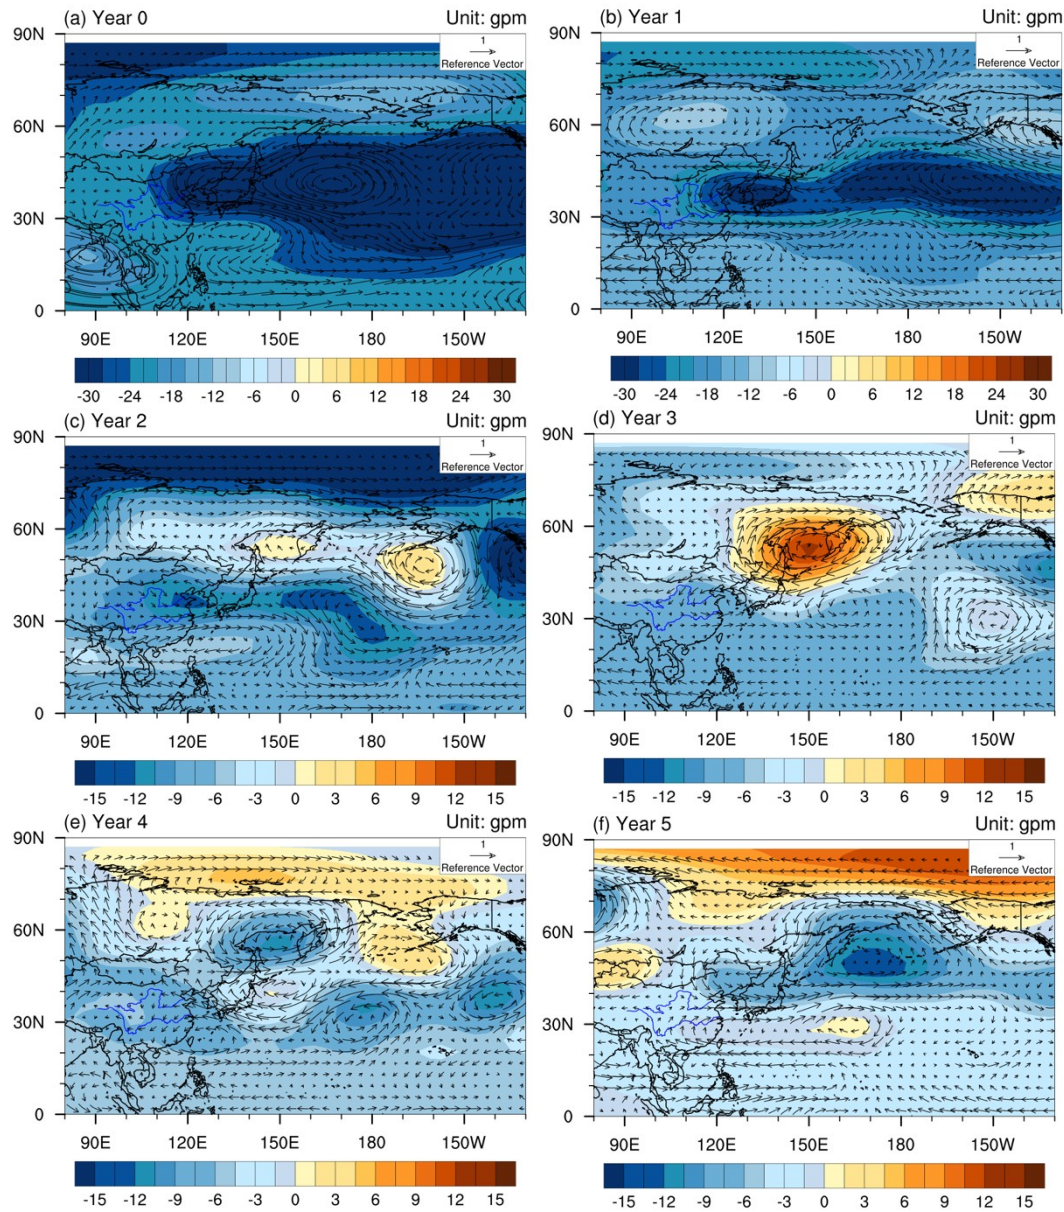 (a) Year 0 Unit: gpm
1
Reference Vector
90N
60N
30N
0
90E 120E 150E 180 150W
-30 -24 -18 -12 -6 0 6 12 18 24 30
(b) Year 1 Unit: gpm
1
Reference Vector
90N
60N
30N
0
90E 120E 150E 180 150W
-30 -24 -18 -12 -6 0 6 12 18 24 30
(c) Year 2 Unit: gpm
1
Reference Vector
90N
60N
30N
0
90E 120E 150E 180 150W
-15 -12 -9 -6 -3 0 3 6 9 12 15
(d) Year 3 Unit: gpm
1
Reference Vector
90N
60N
30N
0
90E 120E 150E 180 150W
-15 -12 -9 -6 -3 0 3 6 9 12 15
(e) Year 4 Unit: gpm
1
Reference Vector
90N
60N
30N
0
90E 120E 150E 180 150W
-15 -12 -9 -6 -3 0 3 6 9 12 15
(f) Year 5 Unit: gpm
1
Reference Vector
90N
60N
30N
0
90E 120E 150E 180 150W
-15 -12 -9 -6 -3 0 3 6 9 12 15